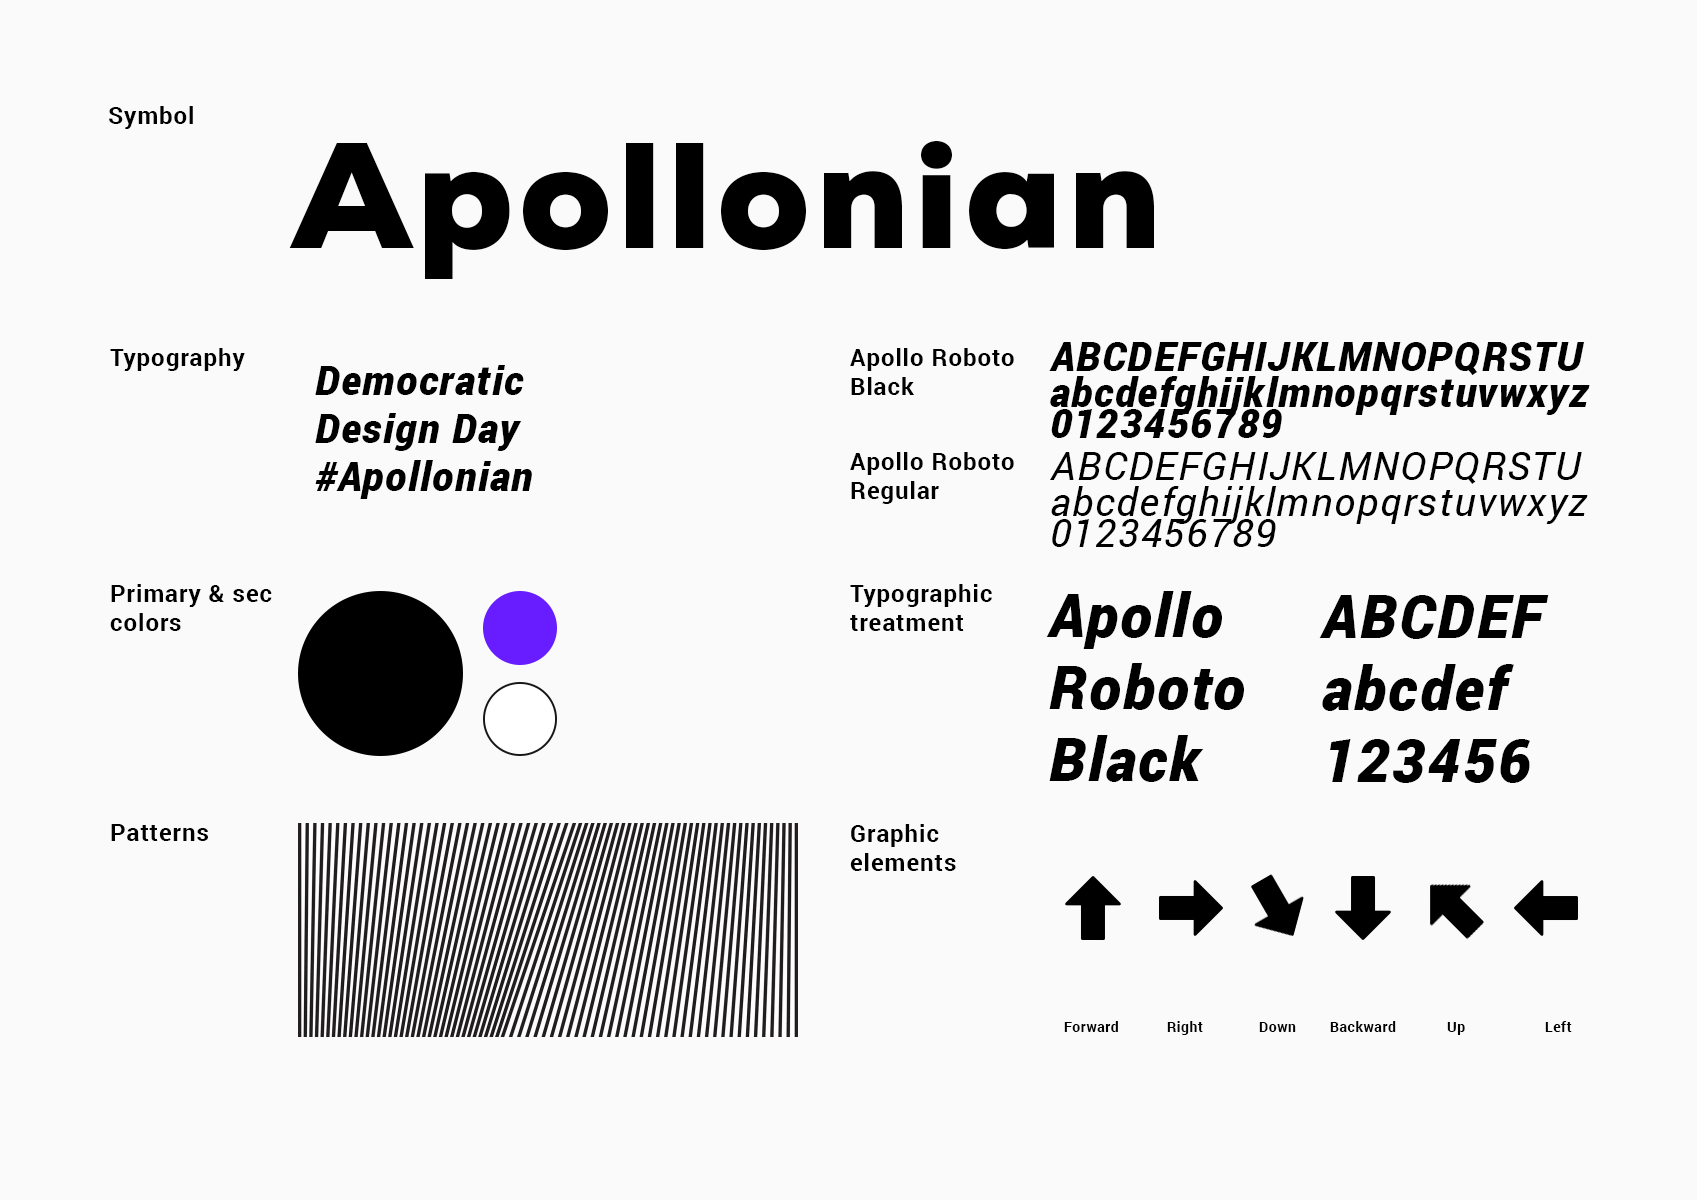 Symbol
Apollonian
Typography
Democratic
Design Day
#Apollonian
Apollo Roboto
Black
ABCDEFGHIJKLMNOPQRSTU
abcdefghijklmnopqrstuvwxyz
0123456789
Apollo Roboto
Regular
ABCDEFGHIJKLMNOPQRSTU
abcdefghijklmnopqrstuvwxyz
0123456789
Primary & sec
colors
Typographic
treatment
Apollo
Roboto
Black
ABCDEF
abcdef
123456
Patterns
Graphic
elements
Forward Right Down Backward Up Left